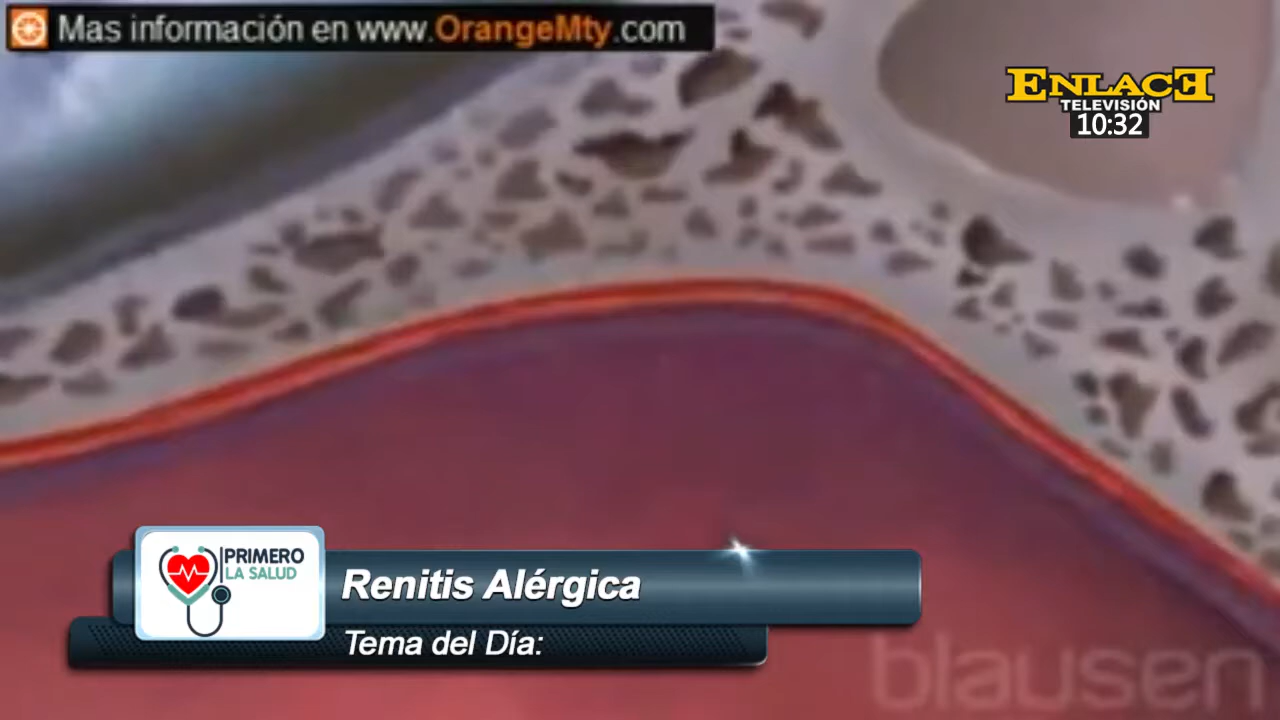 Mas información en www.OrangeMty.com
ENLACE
TELEVISIÓN
10:32
PRIMERO
LA SALUD
Renitis Alérgica
Tema del Día:
blausen